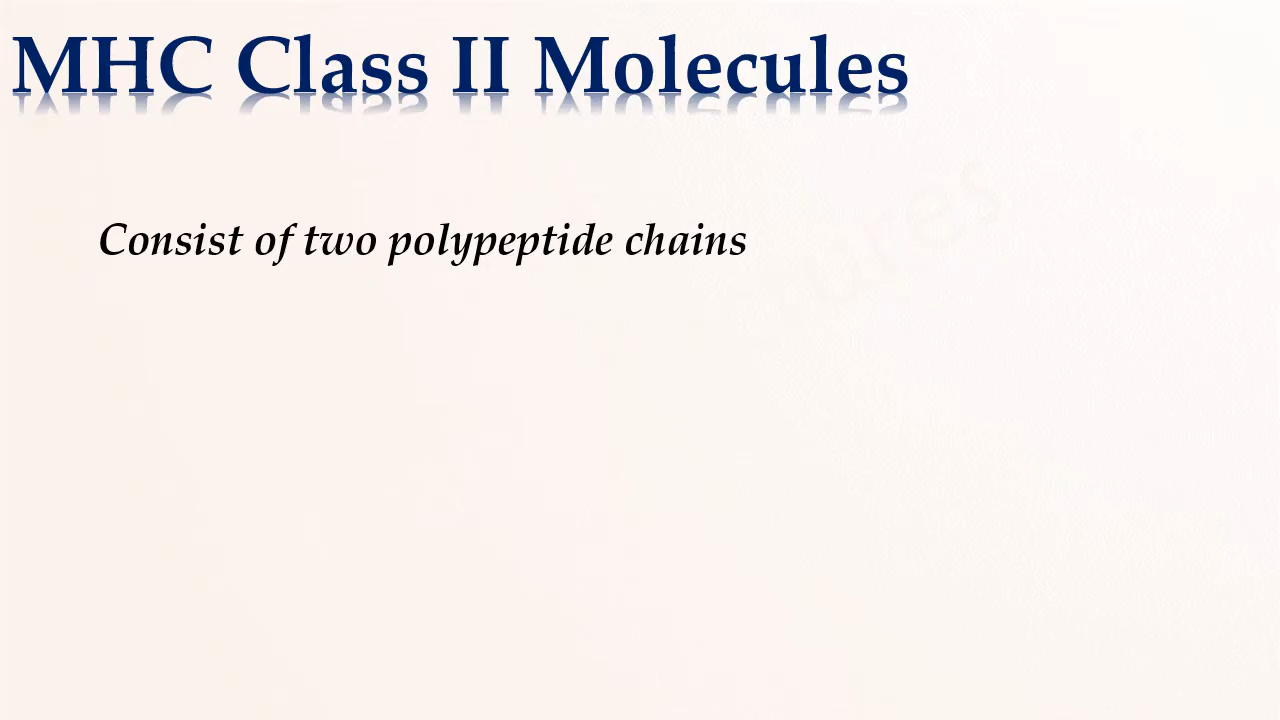 MHC Class II Molecules
Consist of two polypeptide chains